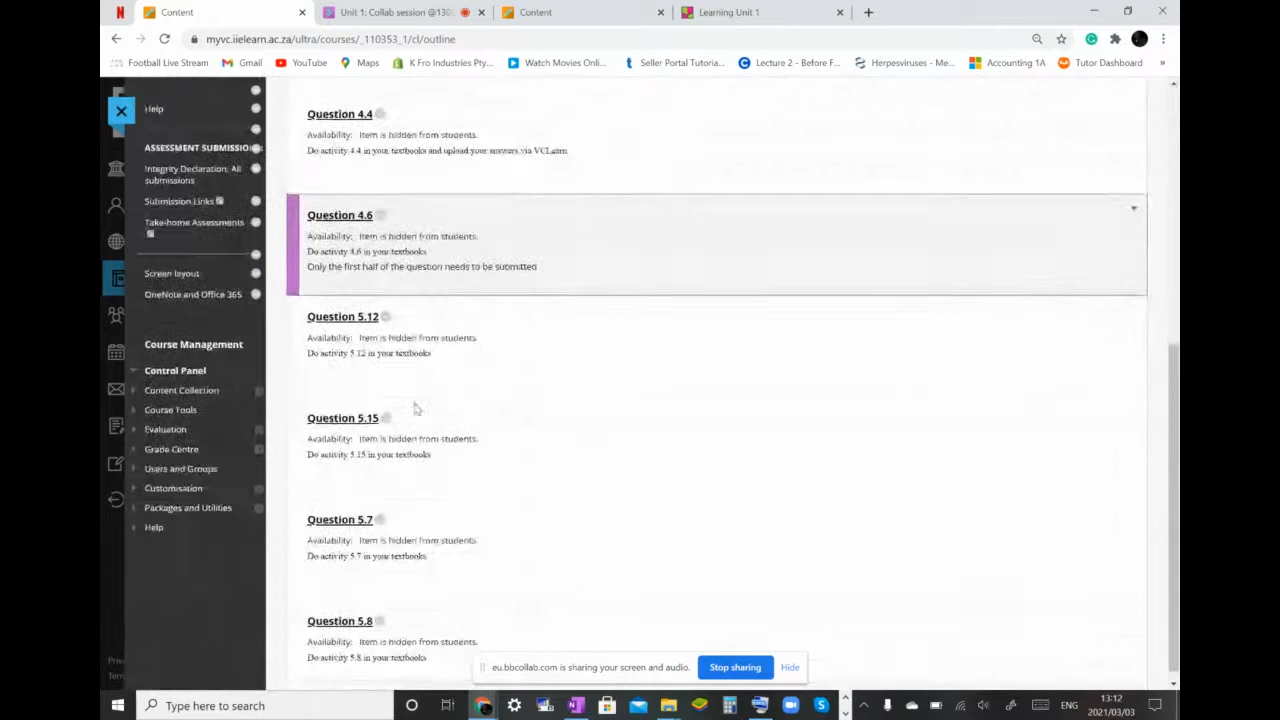 Content
Unit 1: Collab session @130
Content
Learning Unit 1
myvc.iielearn.ac.za/ultra/courses/_110353_1/cl/outline
Football Live Stream
Gmail
YouTube
Maps
K Fro Industries Pty...
Watch Movies Onli...
Seller Portal Tutoria...
Lecture 2 - Before F...
Herpesviruses - Me...
Accounting 1A
Tutor Dashboard
»
Help
ASSESSMENT SUBMISSIO
Integrity Declaration: All
submissions
Submission Links
Take-home Assessments
Screen layout
OneNote and Office 365
Course Management
Control Panel
Content Collection
Course Tools
Evaluation
Grade Centre
Users and Groups
Customisation
Packages and Utilities
Help
Priv
Tern
Question 4.4
Availability: Item is hidden from students.
Do activity 4.4 in your textbooks and upload your answers via VCLearn
Question 4.6
Availability: Item is hidden from students.
Do activity 4.6 in your textbooks
Only the first half of the question needs to be submitted
Question 5.12
Availability: Item is hidden from students.
Do activity 5.12 in your textbooks
Question 5.15
Availability: Item is hidden from students.
Do activity 5.15 in your textbooks
Question 5.7
Availability: Item is hidden from students.
Do activity 5.7 in your textbooks
Question 5.8
Availability: Item is hidden from students.
Do activity 5.8 in your textbooks
eu.bbcollab.com is sharing your screen and audio.
Stop sharing
Hide
Type here to search
ENG
13:12
2021/03/03